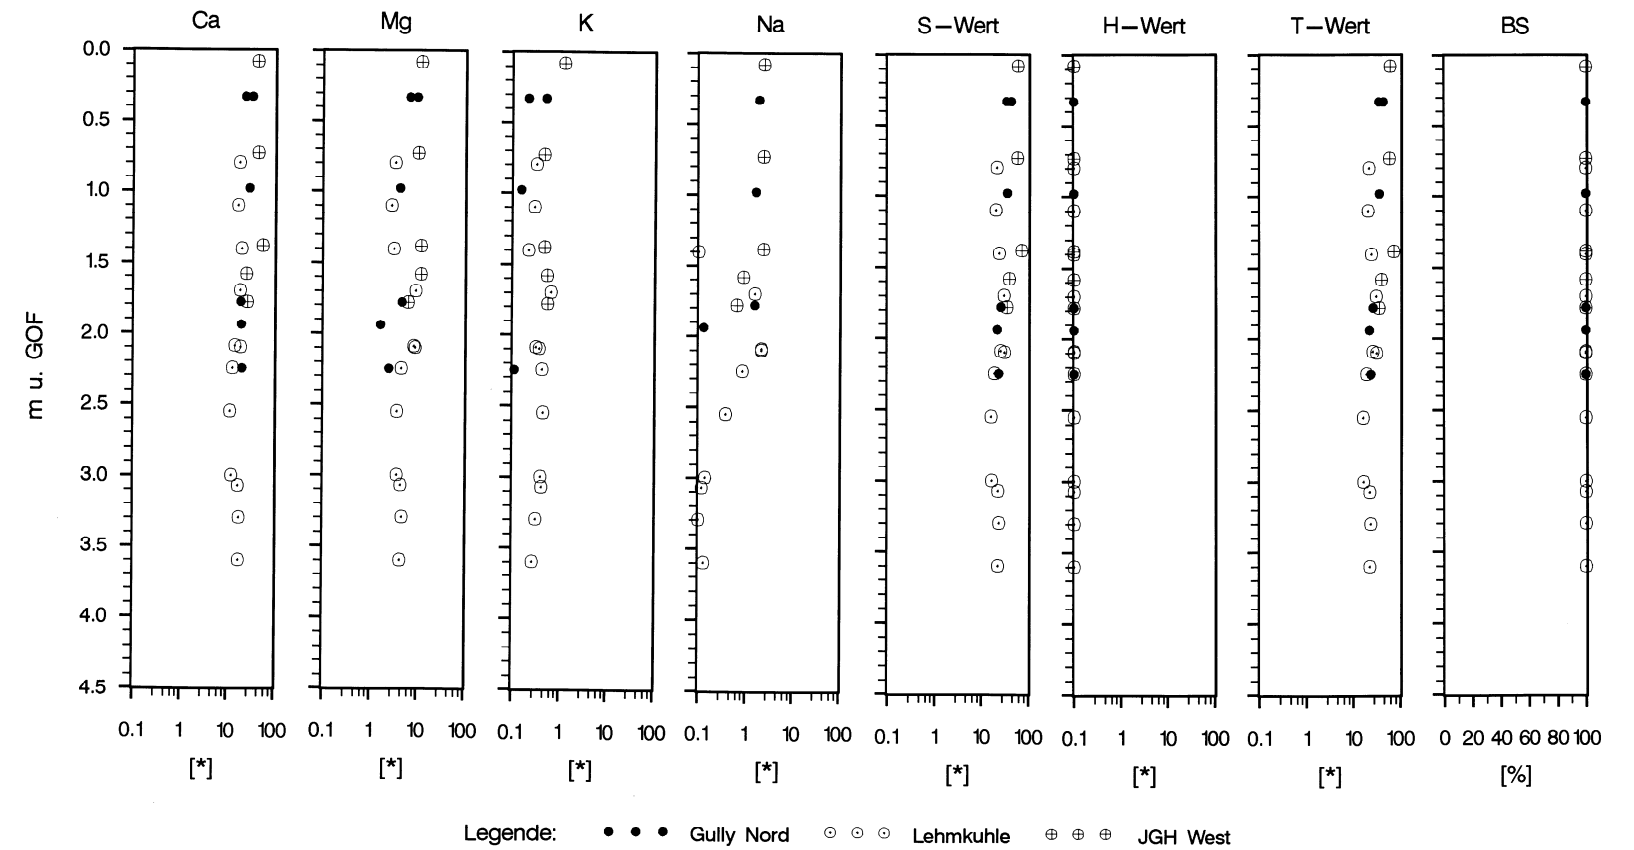 Ca Mg K Na S–Wert H–Wert T–Wert BS
0.0
0.5
1.0
1.5
2.0
2.5
3.0
3.5
4.0
4.5
m u. GOF
0.1 1 10 100 0.1 1 10 100 0.1 1 10 100 0.1 1 10 100 0.1 1 10 100 0.1 1 10 100 0.1 1 10 100 0 20 40 60 80 100
[*] [*] [*] [*] [*] [*] [*] [%]
Legende: Gully Nord Lehmkuhle JGH West